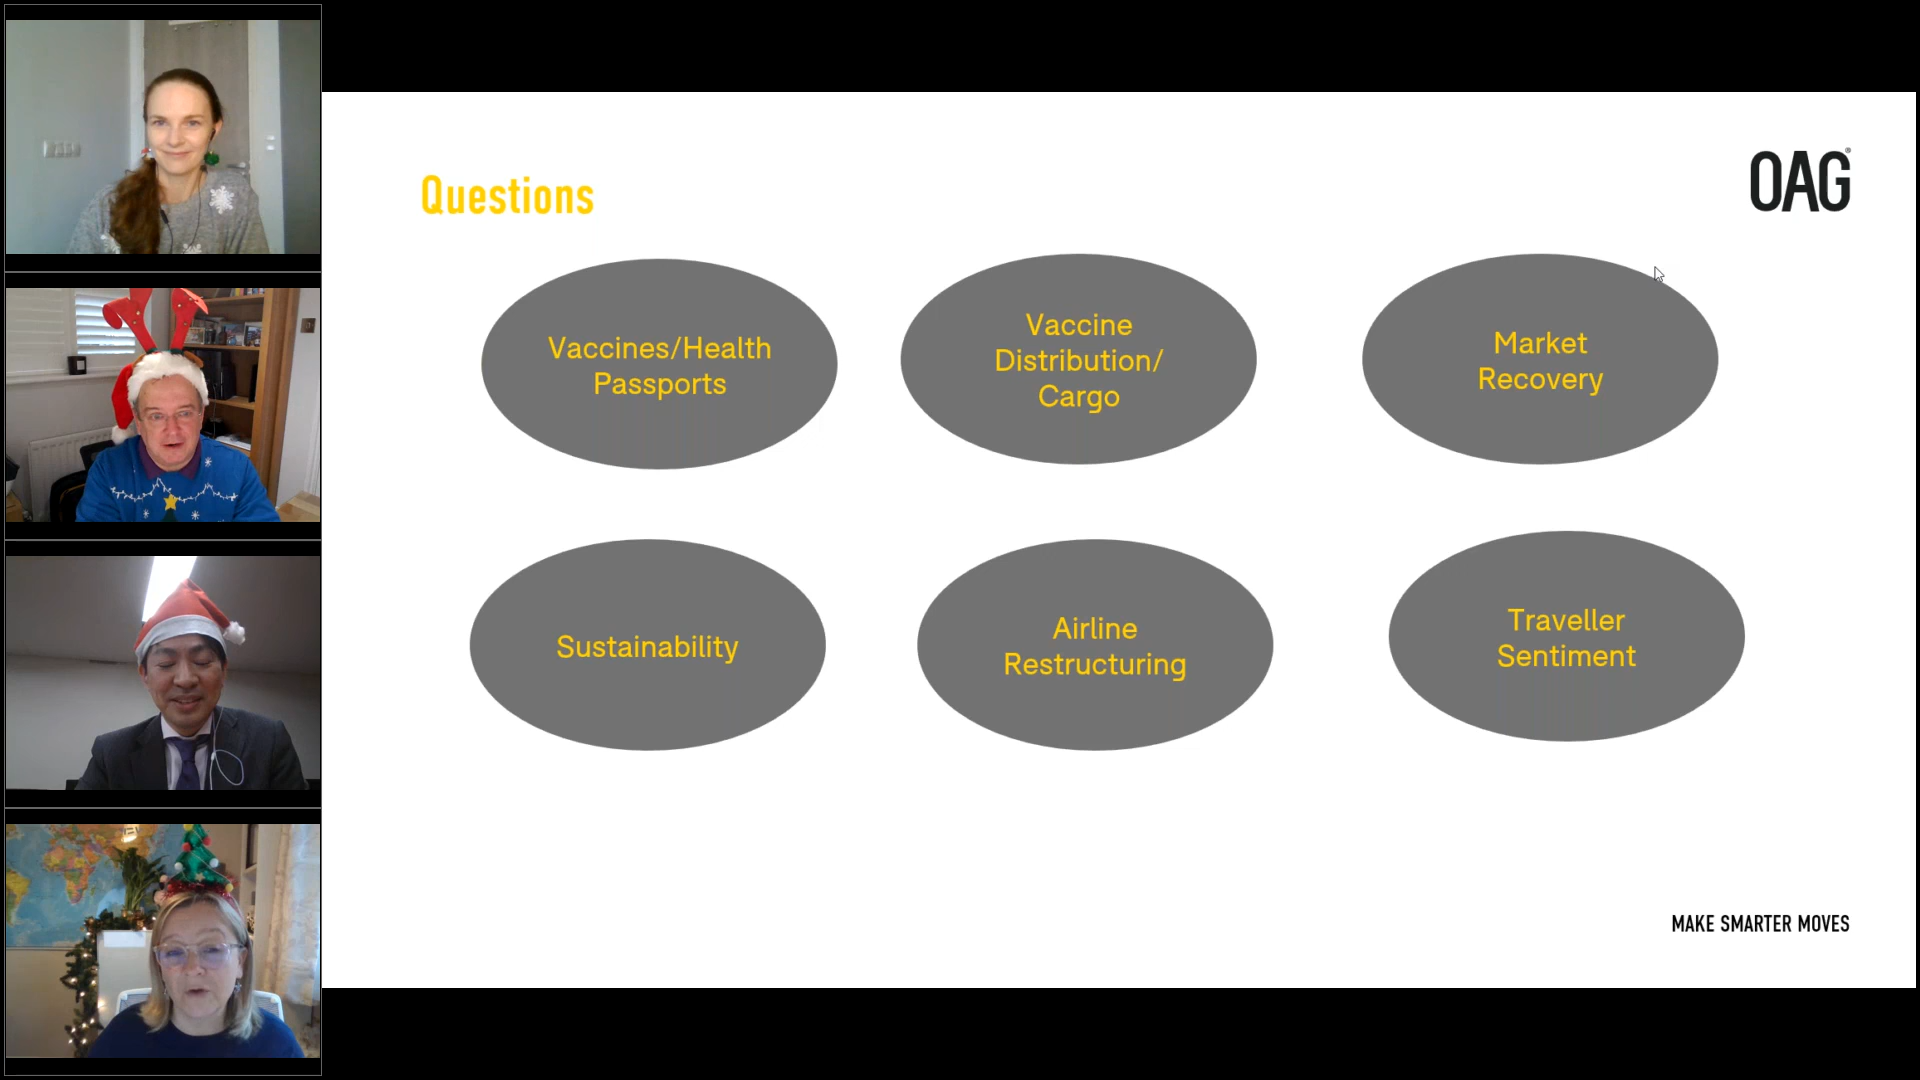 Questions
OAG®
Vaccines/Health
Passports
Vaccine
Distribution/
Cargo
Market
Recovery
Sustainability
Airline
Restructuring
Traveller
Sentiment
MAKE SMARTER MOVES